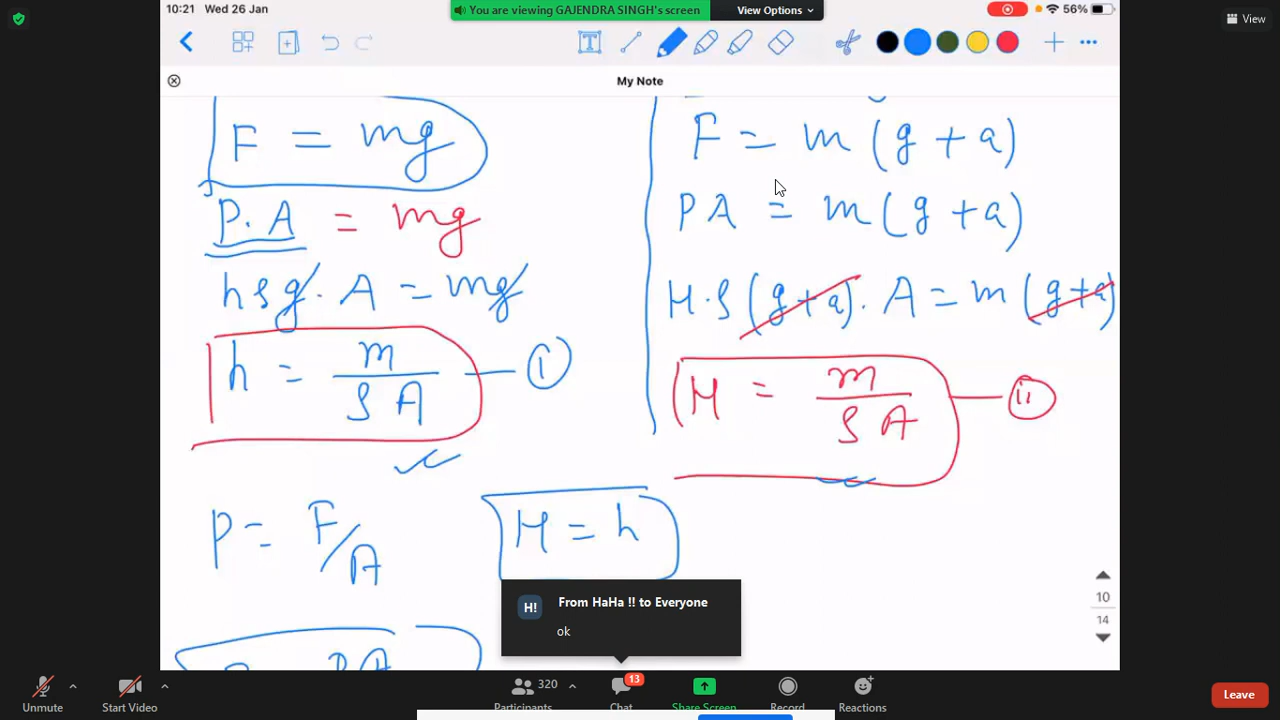 10:21 Wed 26 Jan
You are viewing GAJENDRA SINGH's screen
View Options
56%
View
My Note
F = mg
P.A = mg
hρg. A = mg
h = m/ρA — (i)
P = F/A
H = h
F = m(g+a)
PA = m(g+a)
H.ρ(g+a). A = m(g+a)
H = m/ρA — (ii)
H!
From HaHa !! to Everyone
ok
10
14
Unmute
Start Video
320
Participants
13
Chat
Share Screen
Record
Reactions
Leave